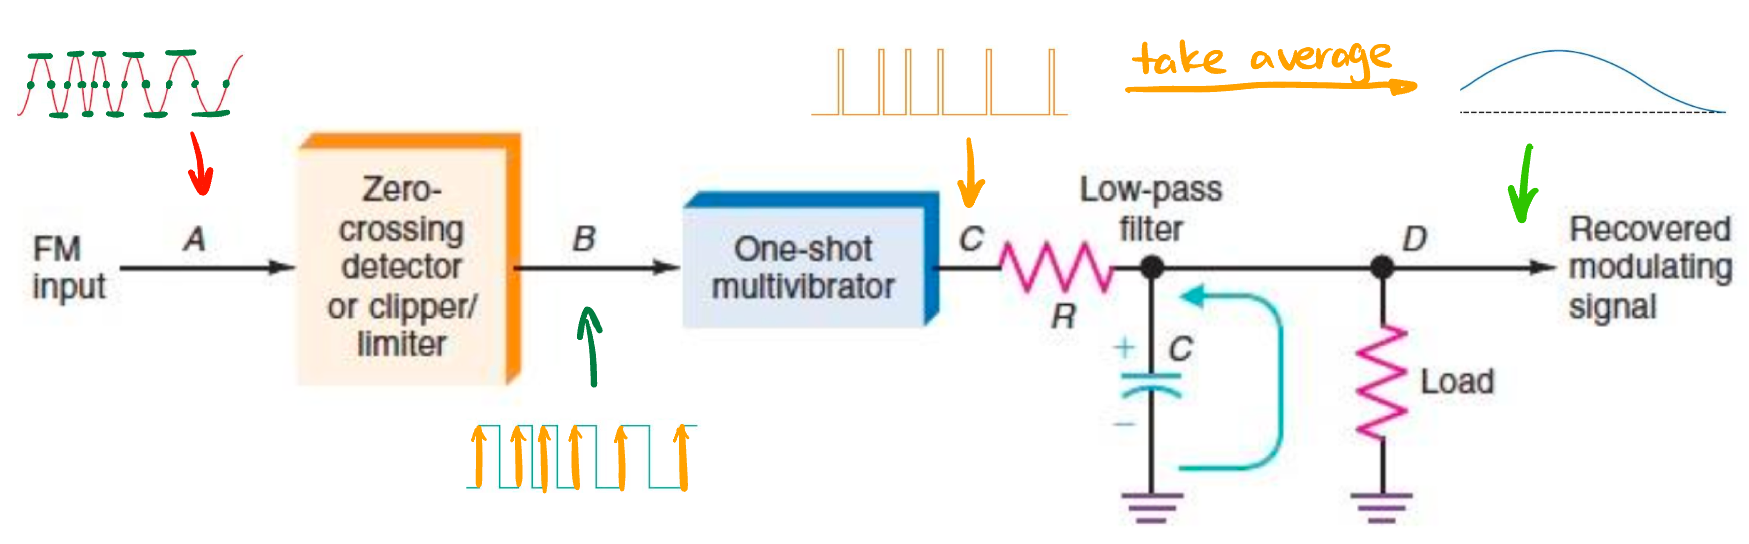 take average
FM
input
A
Zero-
crossing
detector
or clipper/
limiter
B
One-shot
multivibrator
C
R
Low-pass
filter
+
C
−
D
Load
Recovered
modulating
signal